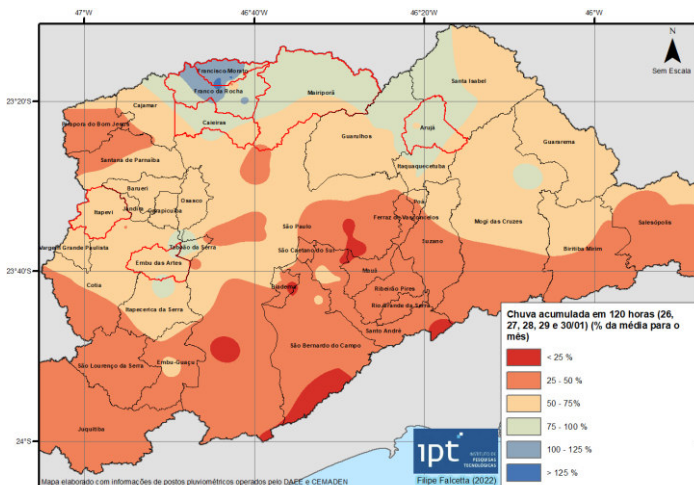 47°O
46°40'O
46°20'O
46°O
N
Sem Escala
23°20'S
23°40'S
24°S
Francisco Morato
Franco da Rocha
Mairiporã
Santa Isabel
Cajamar
Caieiras
Pirapora do Bom Jesus
Arujá
Guarulhos
Guararema
Santana de Parnaíba
Itaquaquecetuba
Barueri
Osasco
Jandira
Carapicuíba
Itapevi
Poá
Ferraz de Vasconcelos
Salesópolis
São Paulo
Mogi das Cruzes
Suzano
Biritiba Mirim
Vargem Grande Paulista
Taboão da Serra
São Caetano do Sul
Embu das Artes
Mauá
Cotia
Diadema
Ribeirão Pires
Rio Grande da Serra
Itapecerica da Serra
Santo André
São Bernardo do Campo
Embu-Guaçu
São Lourenço da Serra
Juquitiba
Chuva acumulada em 120 horas (26,
27, 28, 29 e 30/01) (% da média para o
mês)
< 25 %
25 - 50 %
50 - 75%
75 - 100 %
100 - 125 %
> 125 %
ipt
INSTITUTO DE
PESQUISAS
TECNOLÓGICAS
Filipe Falcetta (2022)
Mapa elaborado com informações de postos pluviométricos operados pelo DAEE e CEMADEN